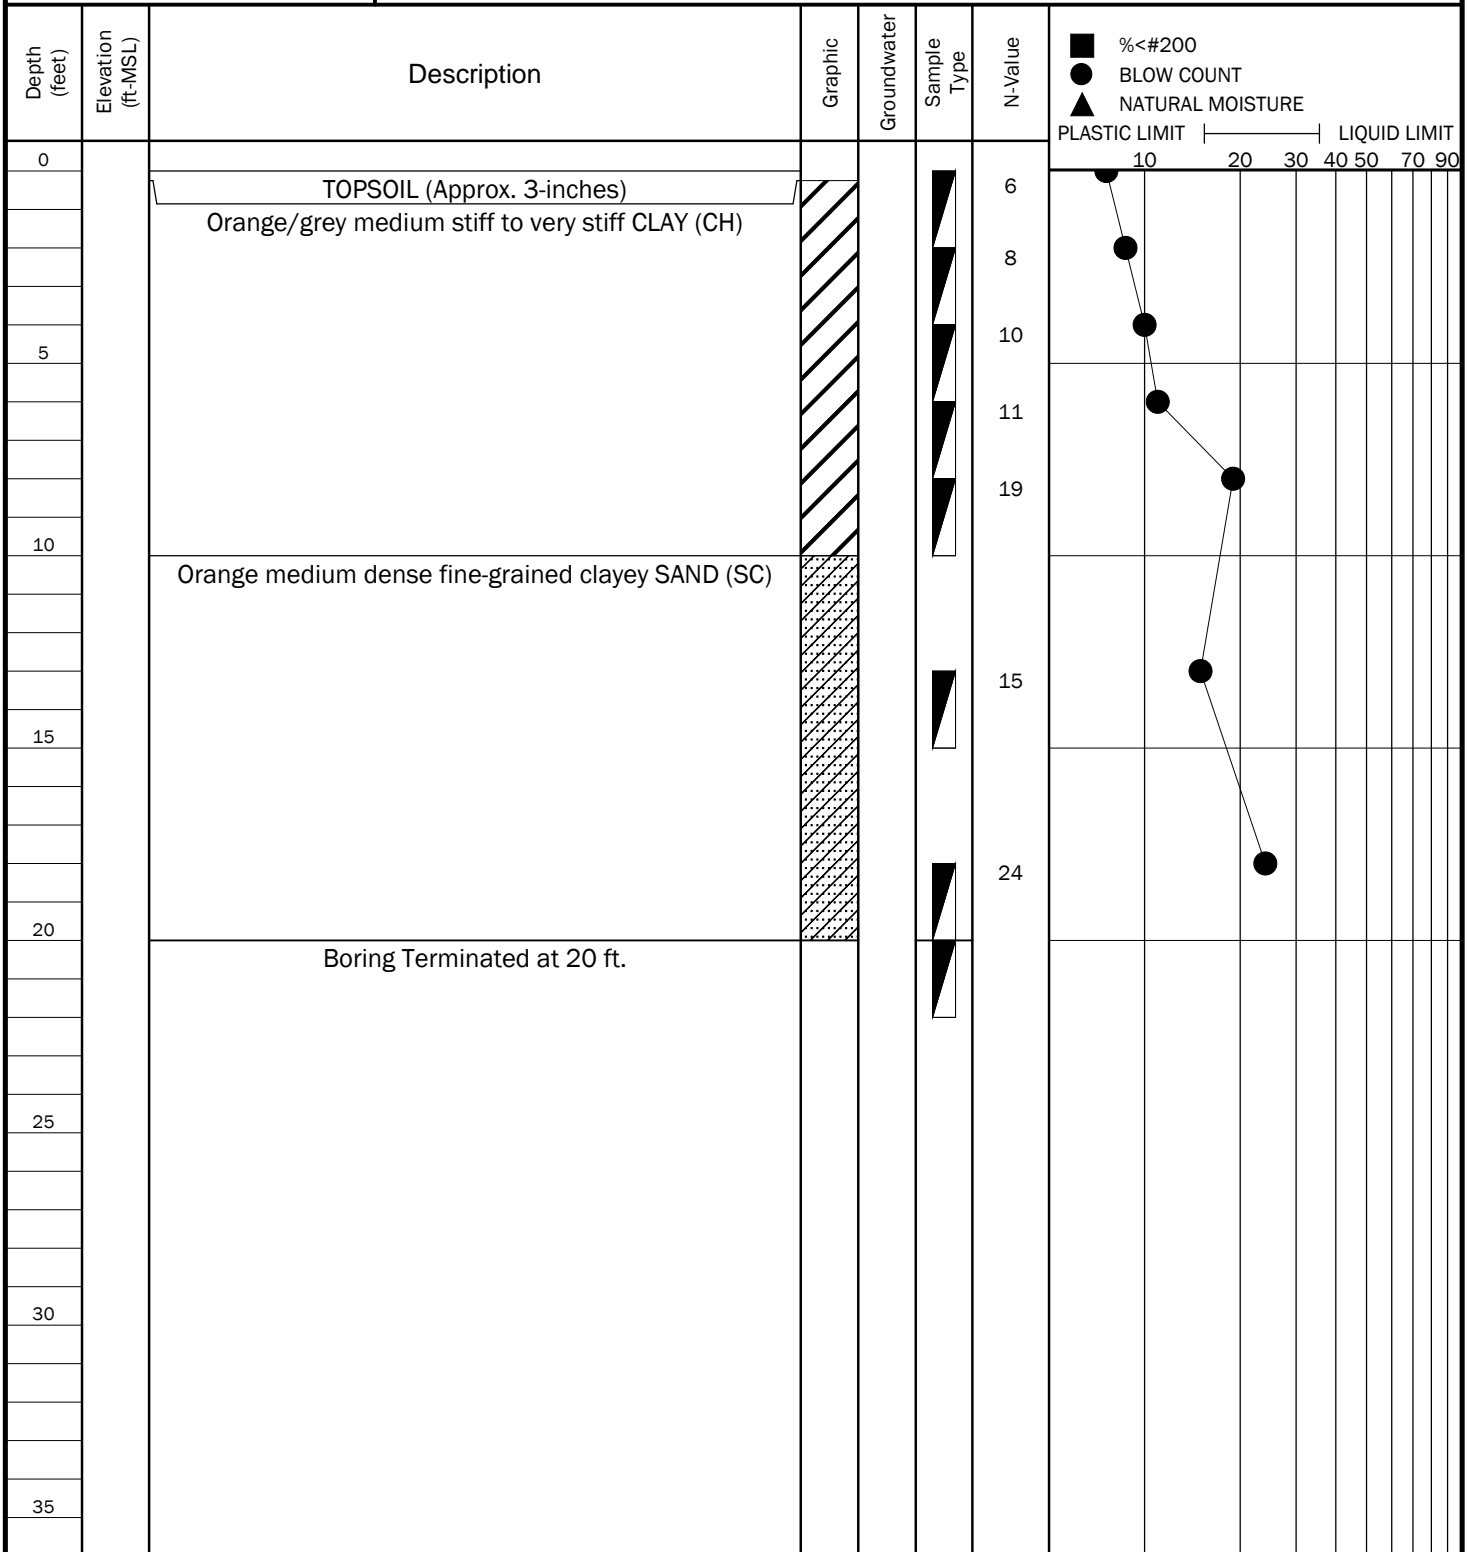 Depth
(feet)
Elevation
(ft-MSL)
Description
Graphic
Groundwater
Sample
Type
N-Value
%<#200
BLOW COUNT
NATURAL MOISTURE
PLASTIC LIMIT LIQUID LIMIT
10 20 30 40 50 70 90
0
TOPSOIL (Approx. 3-inches)
6
Orange/grey medium stiff to very stiff CLAY (CH)
8
10
5
11
19
10
Orange medium dense fine-grained clayey SAND (SC)
15
15
24
20
Boring Terminated at 20 ft.
25
30
35